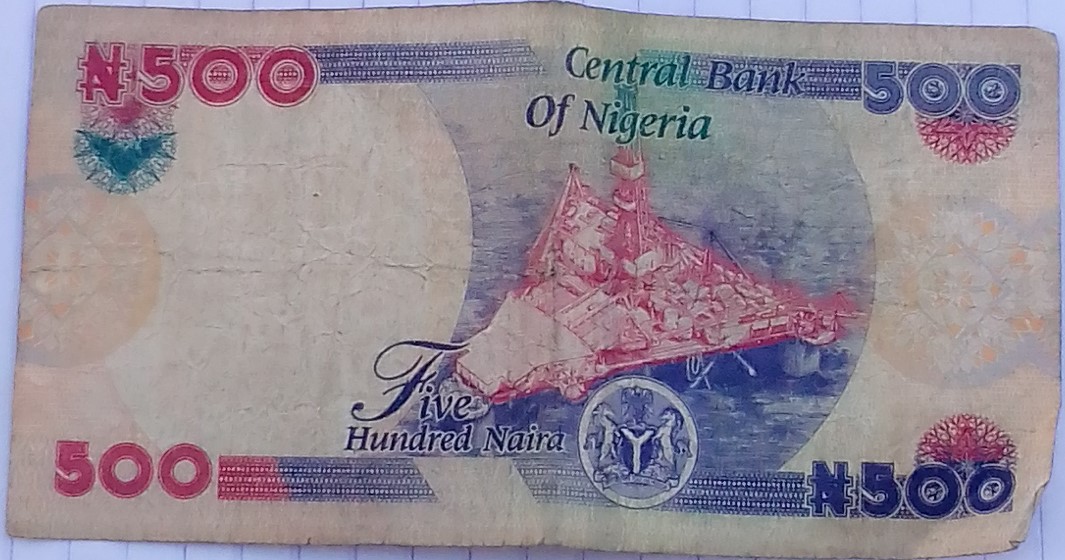 ₦500
Central Bank
Of Nigeria
500
Five
Hundred Naira
500
₦500